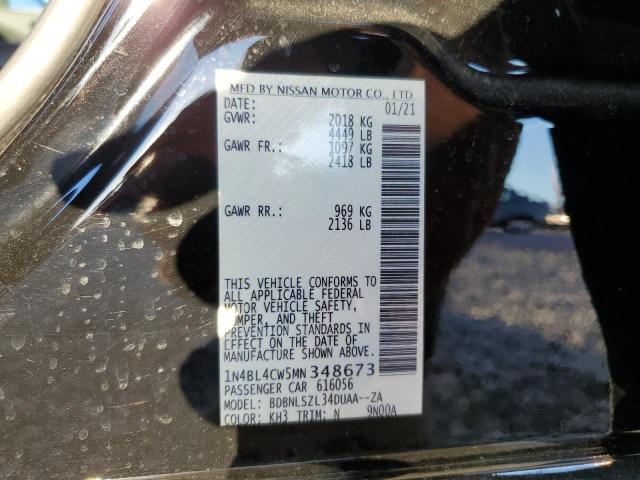 MFD BY NISSAN MOTOR CO., LTD.
DATE: 01/21
GVWR: 2018 KG
4449 LB
GAWR FR.: 1097 KG
2418 LB
GAWR RR.: 969 KG
2136 LB
THIS VEHICLE CONFORMS TO
ALL APPLICABLE FEDERAL
MOTOR VEHICLE SAFETY,
BUMPER, AND THEFT
PREVENTION STANDARDS IN
EFFECT ON THE DATE OF
MANUFACTURE SHOWN ABOVE.
1N4BL4CW5MN348673
PASSENGER CAR 616056
MODEL: BDBNLSZL34DUAA--ZA
COLOR: KH3 TRIM: N 9N00A